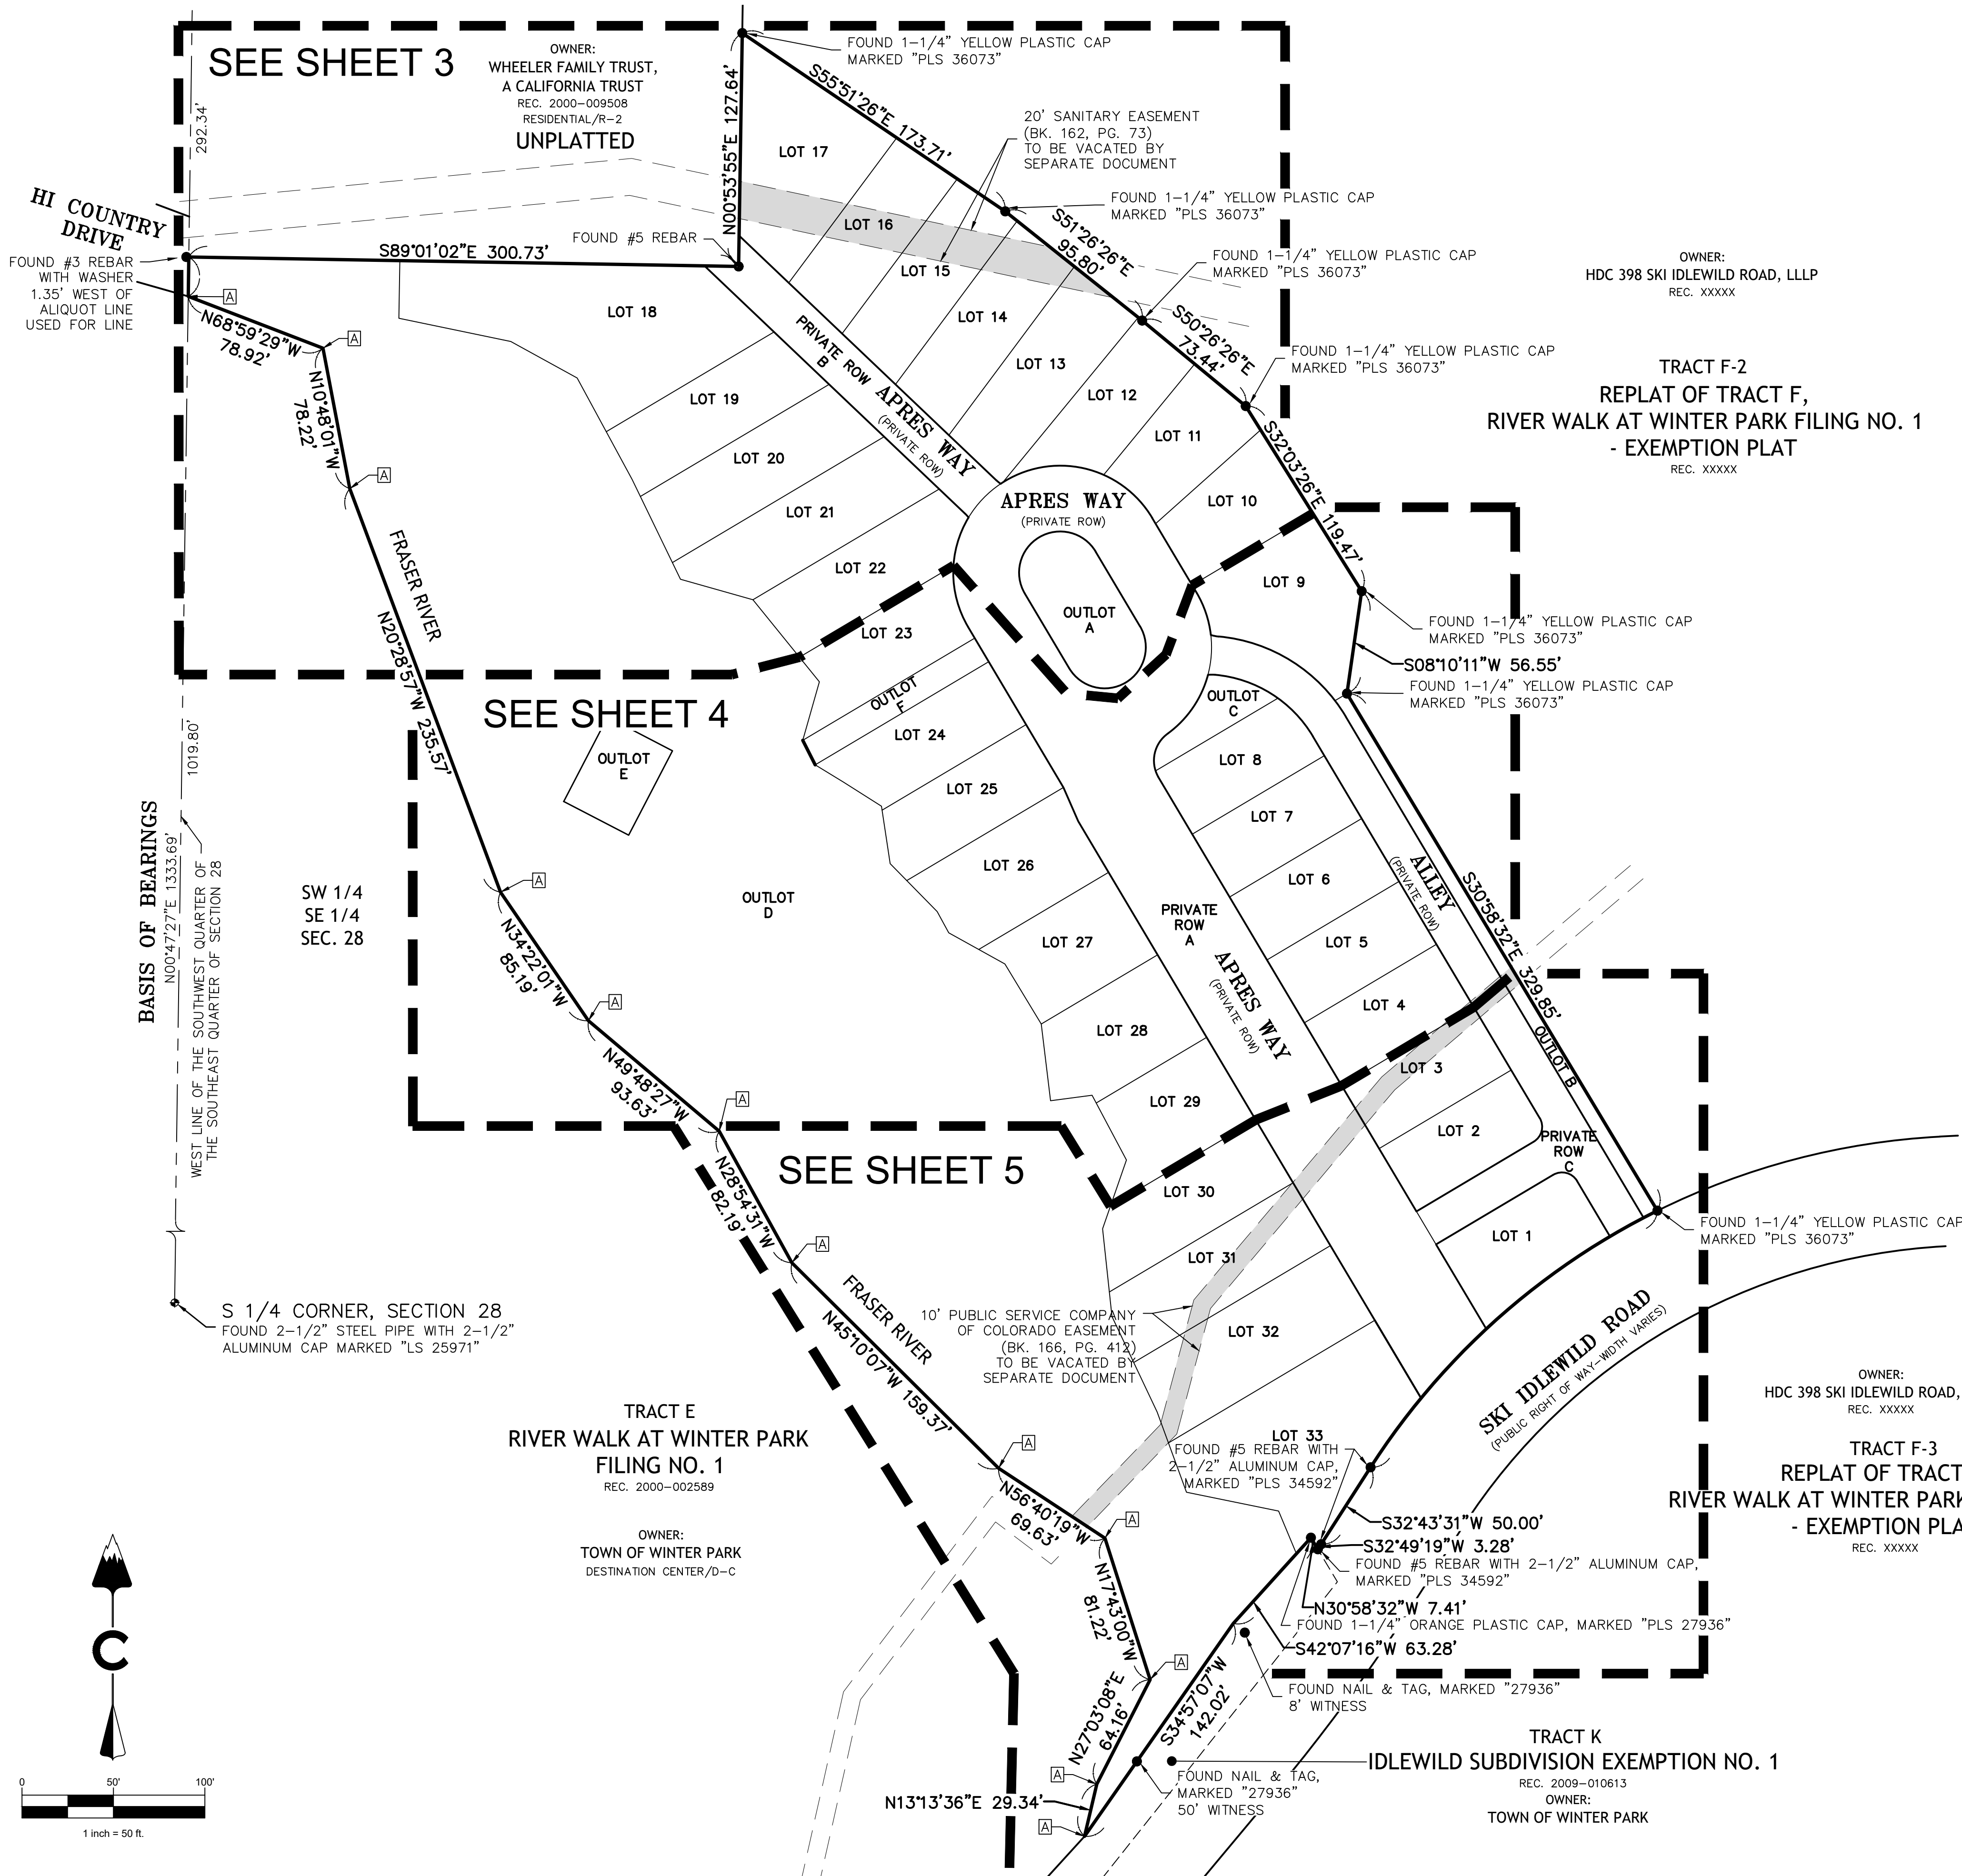 SEE SHEET 3
OWNER:
WHEELER FAMILY TRUST,
A CALIFORNIA TRUST
REC. 2000-009508
RESIDENTIAL/R-2
UNPLATTED
292.34'
N00°53'55"E 127.64'
FOUND 1-1/4" YELLOW PLASTIC CAP
MARKED "PLS 36073"
S55°51'26"E 173.71'
20' SANITARY EASEMENT
(BK. 162, PG. 73)
TO BE VACATED BY
SEPARATE DOCUMENT
FOUND 1-1/4" YELLOW PLASTIC CAP
MARKED "PLS 36073"
S51°26'26"E
95.80'
FOUND 1-1/4" YELLOW PLASTIC CAP
MARKED "PLS 36073"
S50°26'26"E
73.44'
FOUND 1-1/4" YELLOW PLASTIC CAP
MARKED "PLS 36073"
OWNER:
HDC 398 SKI IDLEWILD ROAD, LLLP
REC. XXXXX
TRACT F-2
REPLAT OF TRACT F,
RIVER WALK AT WINTER PARK FILING NO. 1
- EXEMPTION PLAT
REC. XXXXX
HI COUNTRY
DRIVE
FOUND #3 REBAR
WITH WASHER
1.35' WEST OF
ALIQUOT LINE
USED FOR LINE
S89°01'02"E 300.73'
FOUND #5 REBAR
A
N68°59'29"W
78.92'
A
N10°48'01"W
78.22'
A
FRASER RIVER
N20°28'57"W 235.57'
LOT 17
LOT 16
LOT 15
LOT 14
LOT 13
LOT 12
LOT 11
LOT 10
LOT 9
LOT 18
LOT 19
LOT 20
LOT 21
LOT 22
LOT 23
PRIVATE ROW
B
APRES WAY
(PRIVATE ROW)
APRES WAY
(PRIVATE ROW)
OUTLOT
A
S32°03'26"E 119.47'
FOUND 1-1/4" YELLOW PLASTIC CAP
MARKED "PLS 36073"
S08°10'11"W 56.55'
FOUND 1-1/4" YELLOW PLASTIC CAP
MARKED "PLS 36073"
SEE SHEET 4
OUTLOT
E
OUTLOT
F
OUTLOT
C
LOT 24
LOT 25
LOT 26
LOT 27
LOT 28
LOT 29
OUTLOT
D
LOT 8
LOT 7
LOT 6
LOT 5
LOT 4
LOT 3
LOT 2
LOT 1
PRIVATE
ROW
A
APRES WAY
(PRIVATE ROW)
ALLEY
(PRIVATE ROW)
S30°58'32"E 329.85'
OUTLOT B
PRIVATE
ROW
C
1019.80'
BASIS OF BEARINGS
N00°47'27"E 1333.69'
WEST LINE OF THE SOUTHWEST QUARTER OF
THE SOUTHEAST QUARTER OF SECTION 28
SW 1/4
SE 1/4
SEC. 28
A
N34°22'01"W
85.19'
A
N49°48'27"W
93.63'
A
SEE SHEET 5
N28°54'31"W
82.19'
A
FRASER RIVER
N45°10'07"W 159.37'
LOT 30
LOT 31
LOT 32
LOT 33
10' PUBLIC SERVICE COMPANY
OF COLORADO EASEMENT
(BK. 166, PG. 412)
TO BE VACATED BY
SEPARATE DOCUMENT
FOUND 1-1/4" YELLOW PLASTIC CAP
MARKED "PLS 36073"
SKI IDLEWILD ROAD
(PUBLIC RIGHT OF WAY-WIDTH VARIES)
S 1/4 CORNER, SECTION 28
FOUND 2-1/2" STEEL PIPE WITH 2-1/2"
ALUMINUM CAP MARKED "LS 25971"
TRACT E
RIVER WALK AT WINTER PARK
FILING NO. 1
REC. 2000-002589
OWNER:
TOWN OF WINTER PARK
DESTINATION CENTER/D-C
OWNER:
HDC 398 SKI IDLEWILD ROAD,
REC. XXXXX
TRACT F-3
REPLAT OF TRACT
RIVER WALK AT WINTER PARK
- EXEMPTION PLA
REC. XXXXX
FOUND #5 REBAR WITH
2-1/2" ALUMINUM CAP,
MARKED "PLS 34592"
A
N56°40'19"W
69.63'
A
S32°43'31"W 50.00'
S32°49'19"W 3.28'
FOUND #5 REBAR WITH 2-1/2" ALUMINUM CAP,
MARKED "PLS 34592"
N30°58'32"W 7.41'
FOUND 1-1/4" ORANGE PLASTIC CAP, MARKED "PLS 27936"
S42°07'16"W 63.28'
N17°43'00"W
81.22'
A
FOUND NAIL & TAG, MARKED "27936"
8' WITNESS
N27°03'08"E
64.16'
S34°57'07"W
142.02'
A
N13°13'36"E 29.34'
A
FOUND NAIL & TAG,
MARKED "27936"
50' WITNESS
TRACT K
IDLEWILD SUBDIVISION EXEMPTION NO. 1
REC. 2009-010613
OWNER:
TOWN OF WINTER PARK
C
0 50' 100'
1 inch = 50 ft.